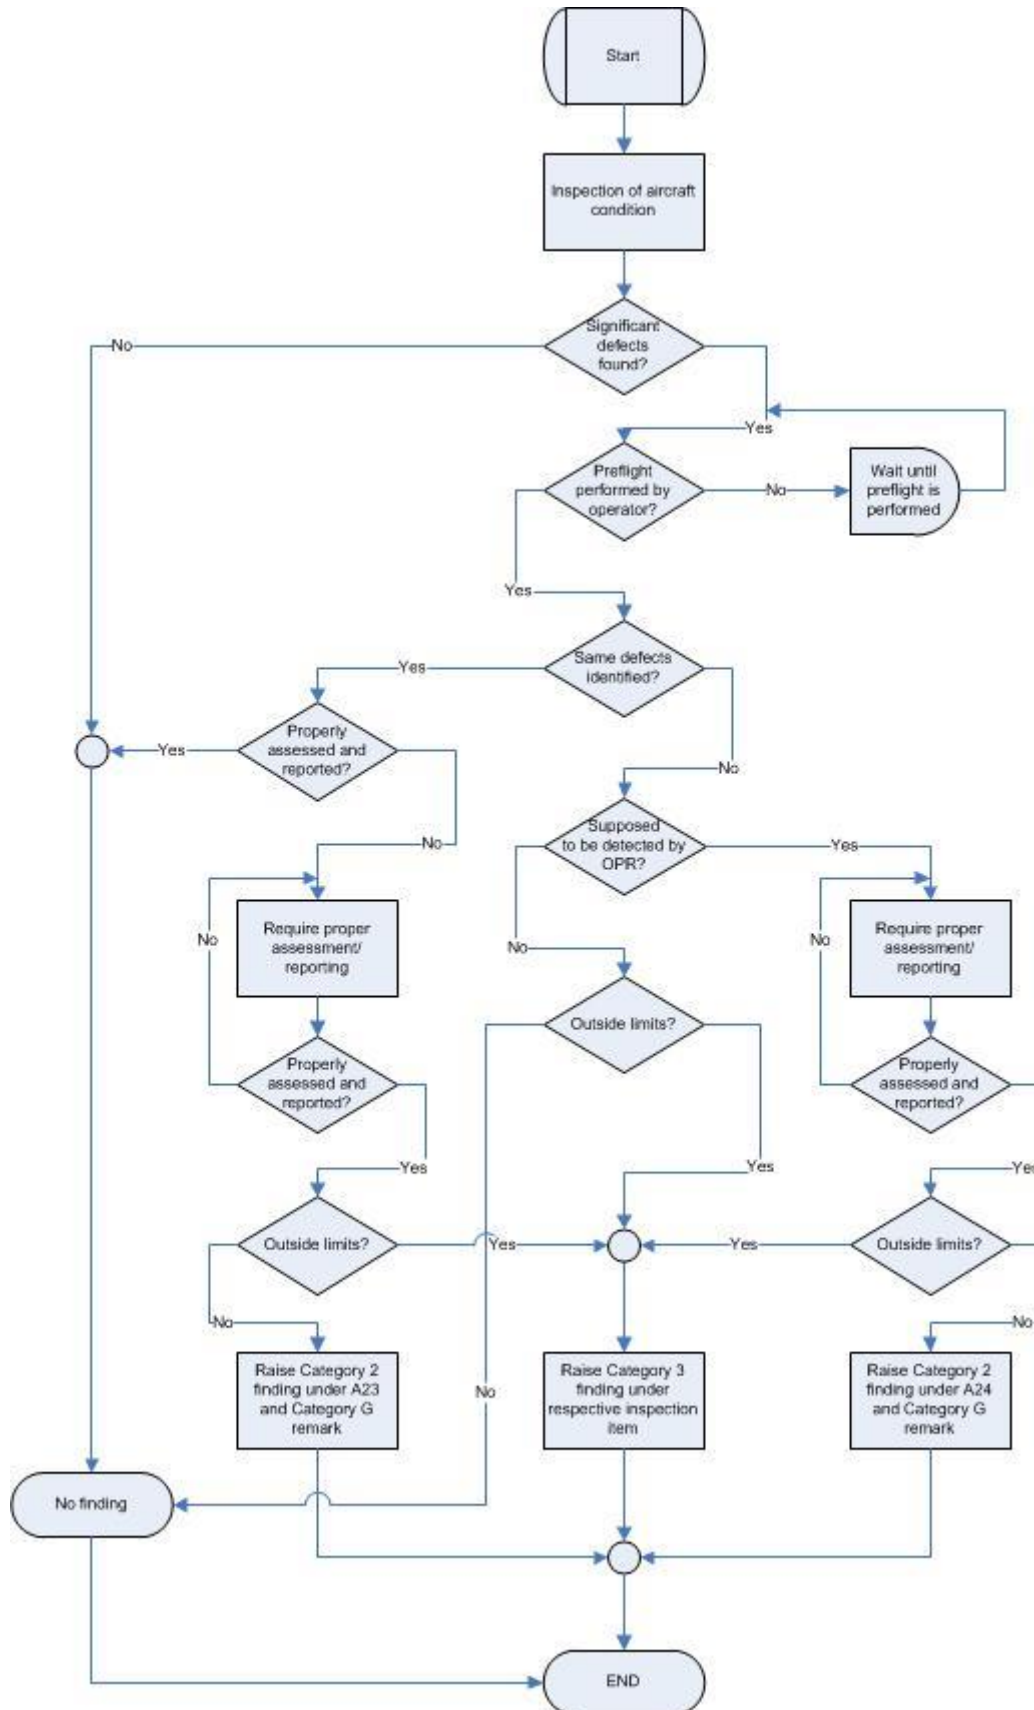 Start
Inspection of aircraft
condition
Significant
defects
found?
No
Yes
Preflight
performed by
operator?
No
Wait until
preflight is
performed
Yes
Same defects
identified?
Yes
No
Properly
assessed and
reported?
Yes
No
Supposed
to be detected by
OPR?
Yes
No
Require proper
assessment/
reporting
No
Require proper
assessment/
reporting
No
Outside limits?
Properly
assessed and
reported?
Properly
assessed and
reported?
Yes
Yes
Yes
Outside limits?
Yes
Yes
Outside limits?
No
No
Raise Category 2
finding under A23
and Category G
remark
No
Raise Category 3
finding under
respective inspection
item
Raise Category 2
finding under A24
and Category G
remark
No finding
END